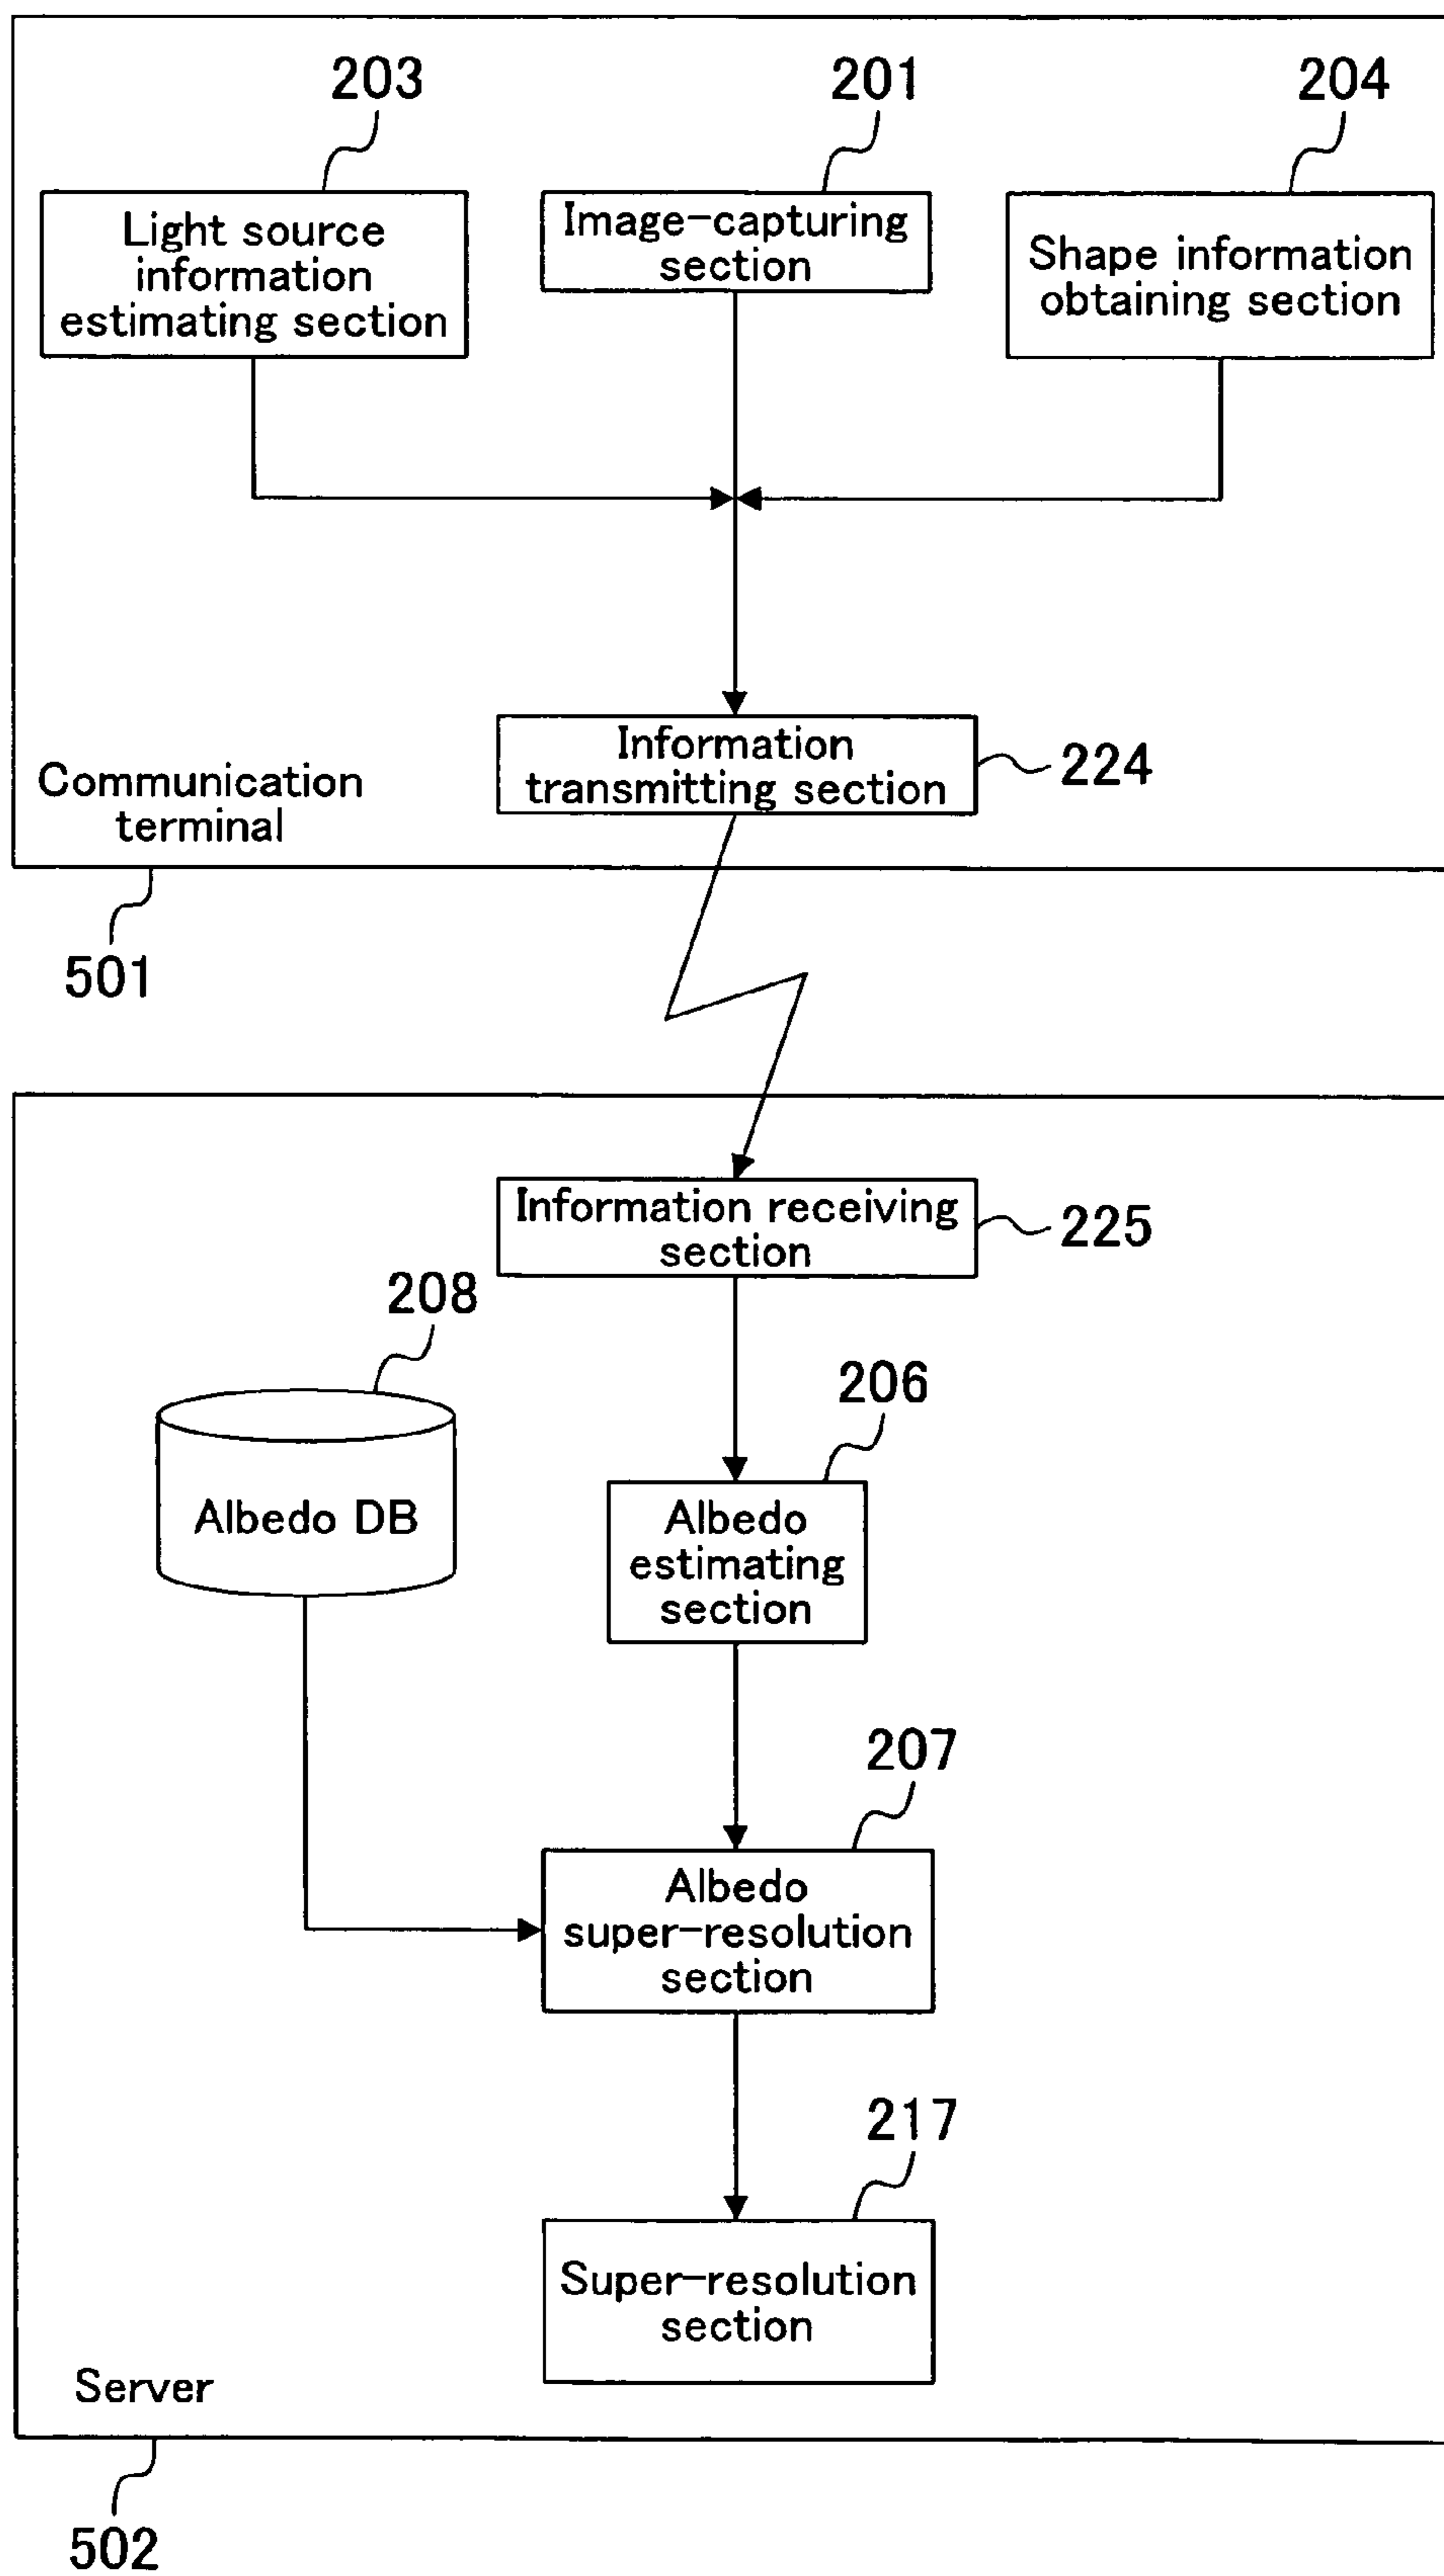 203
201
204
Light source
information
estimating section
Image-capturing
section
Shape information
obtaining section
Information
transmitting section
224
Communication
terminal
501
Information receiving
section
225
208
206
Albedo DB
Albedo
estimating
section
207
Albedo
super-resolution
section
217
Super-resolution
section
Server
502